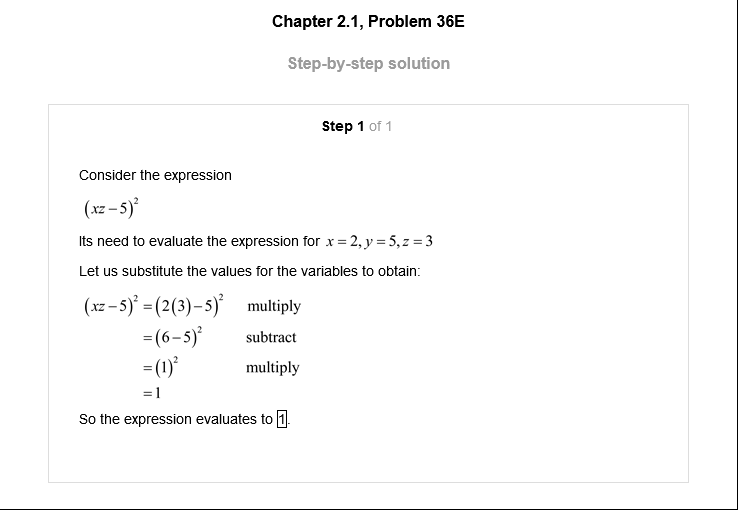 Chapter 2.1, Problem 36E
Step-by-step solution
Step 1 of 1
Consider the expression
(xz – 5)²
Its need to evaluate the expression for x = 2, y = 5, z = 3
Let us substitute the values for the variables to obtain:
(xz – 5)² = (2(3) – 5)² multiply
= (6 – 5)² subtract
= (1)² multiply
= 1
So the expression evaluates to 1.